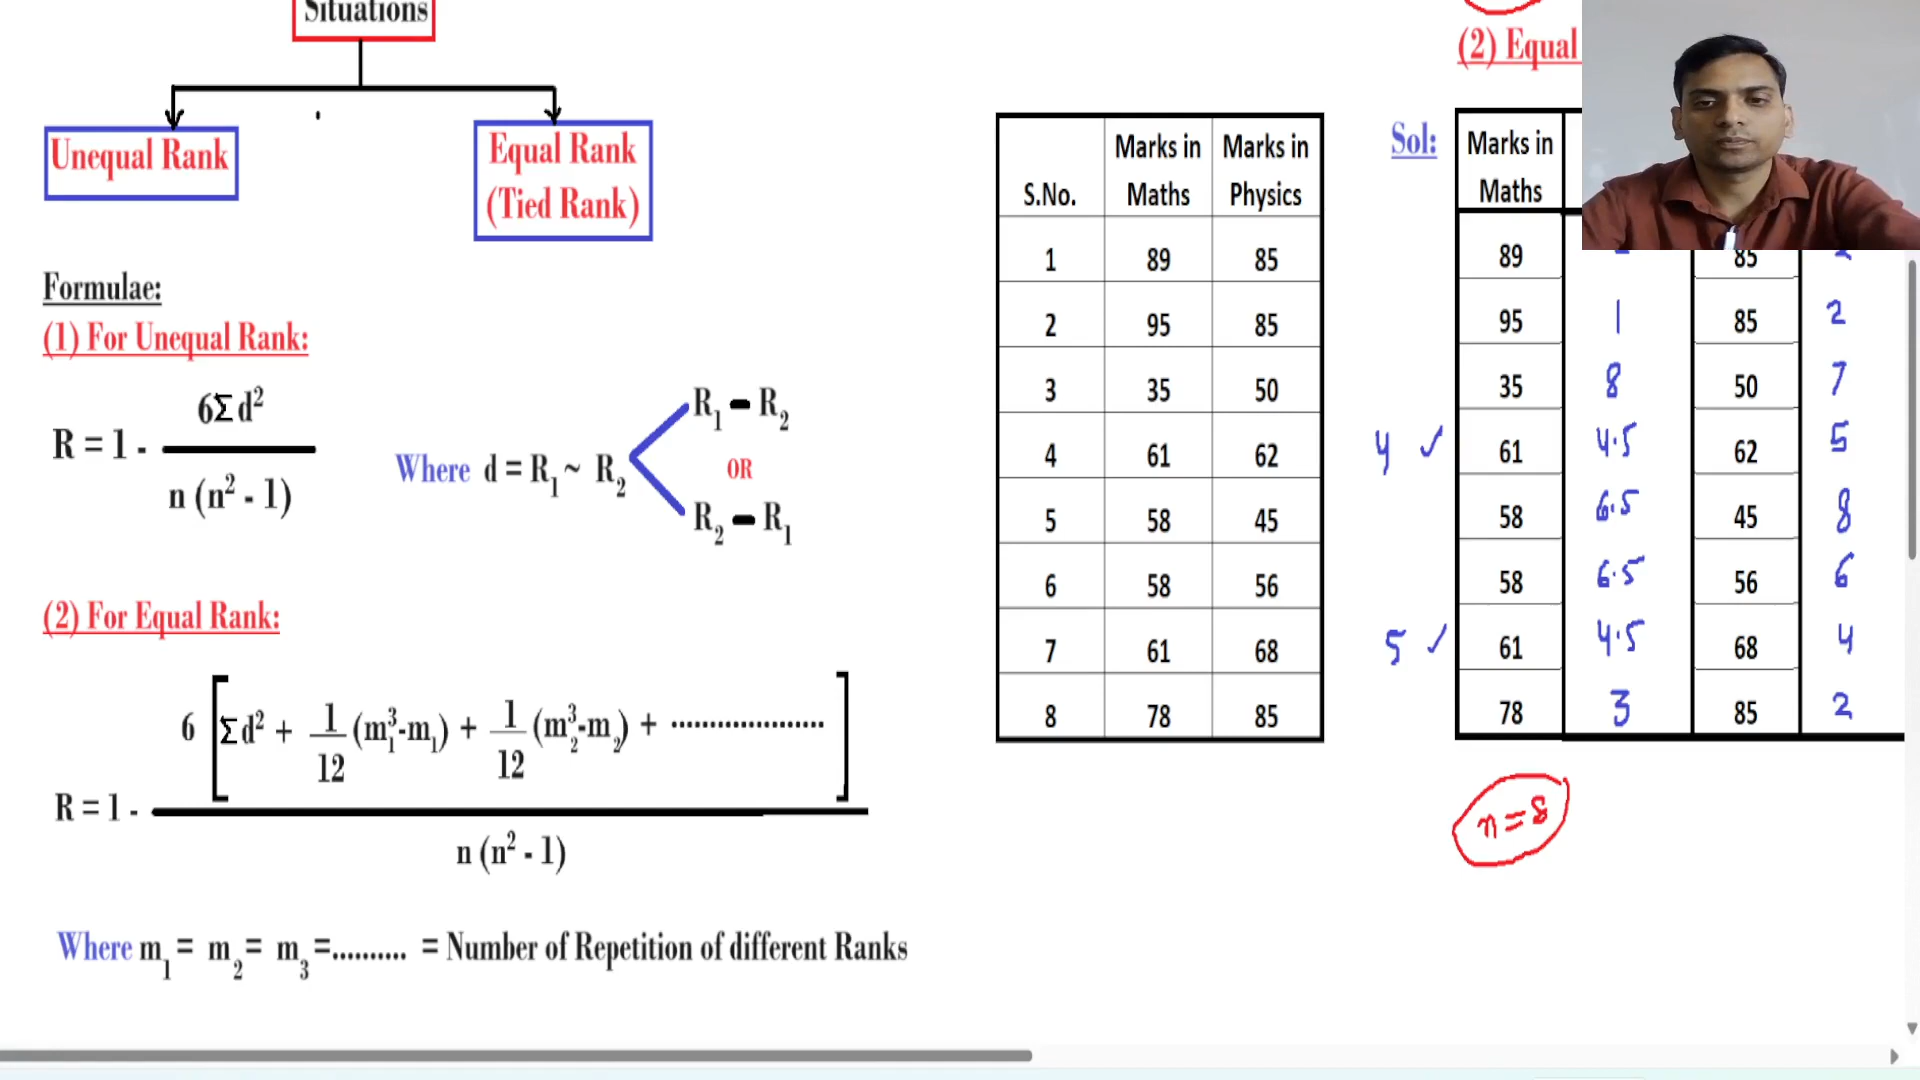 Situations
Unequal Rank
Equal Rank
(Tied Rank)
Formulae:
(1) For Unequal Rank:
R = 1 - 6Σd² / n (n² - 1)
Where d = R₁ ~ R₂
R₁ - R₂
OR
R₂ - R₁
(2) For Equal Rank:
R = 1 - 6 [Σd² + 1/12 (m₁³-m₁) + 1/12 (m₂³-m₂) + ....................] / n (n² - 1)
Where m₁ = m₂ = m₃ =.......... = Number of Repetition of different Ranks
S.No. Marks in Maths Marks in Physics
1 89 85
2 95 85
3 35 50
4 61 62
5 58 45
6 58 56
7 61 68
8 78 85
(2) Equal
Sol:
Marks in Maths
89 85
95 1 85 2
35 8 50 7
4 ✓ 61 4.5 62 5
58 6.5 45 8
58 6.5 56 6
5 ✓ 61 4.5 68 4
78 3 85 2
n=8